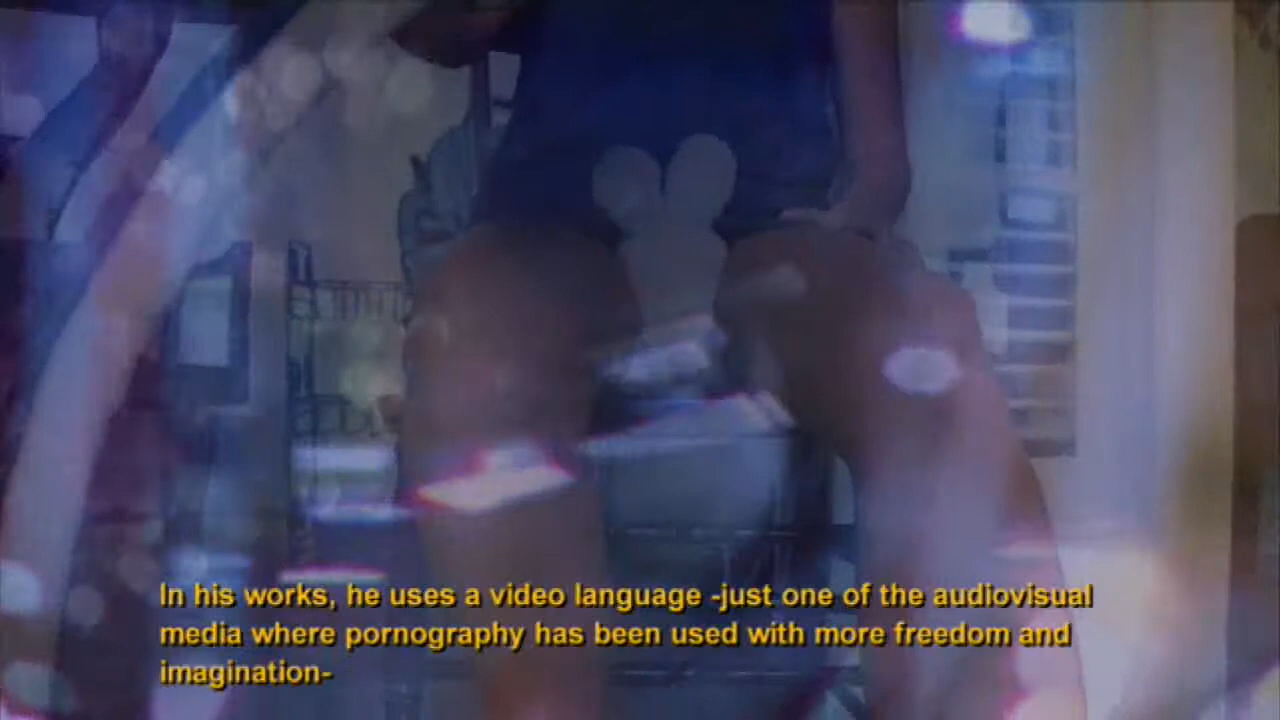 In his works, he uses a video language -just one of the audiovisual
media where pornography has been used with more freedom and
imagination-